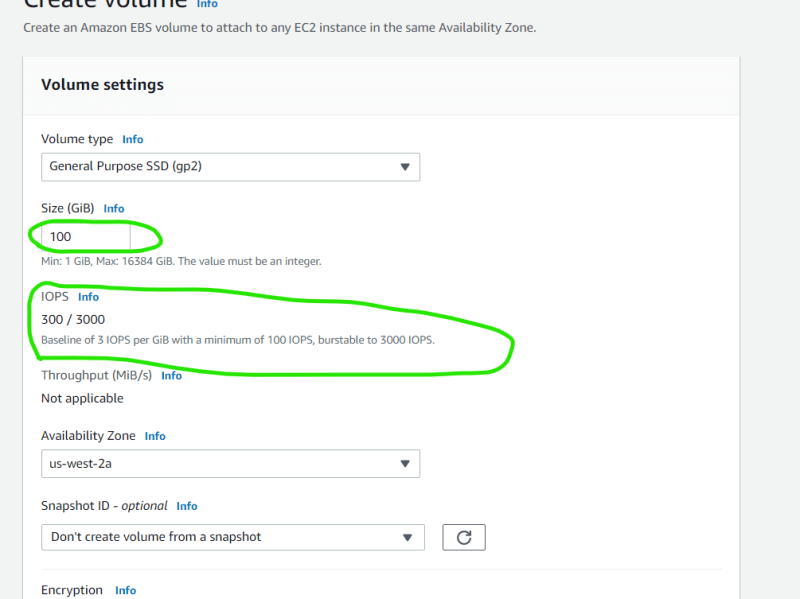 Create volume Info
Create an Amazon EBS volume to attach to any EC2 instance in the same Availability Zone.
Volume settings
Volume type Info
General Purpose SSD (gp2)
Size (GiB) Info
100
Min: 1 GiB, Max: 16384 GiB. The value must be an integer.
IOPS Info
300 / 3000
Baseline of 3 IOPS per GiB with a minimum of 100 IOPS, burstable to 3000 IOPS.
Throughput (MiB/s) Info
Not applicable
Availability Zone Info
us-west-2a
Snapshot ID - optional Info
Don't create volume from a snapshot
Encryption Info